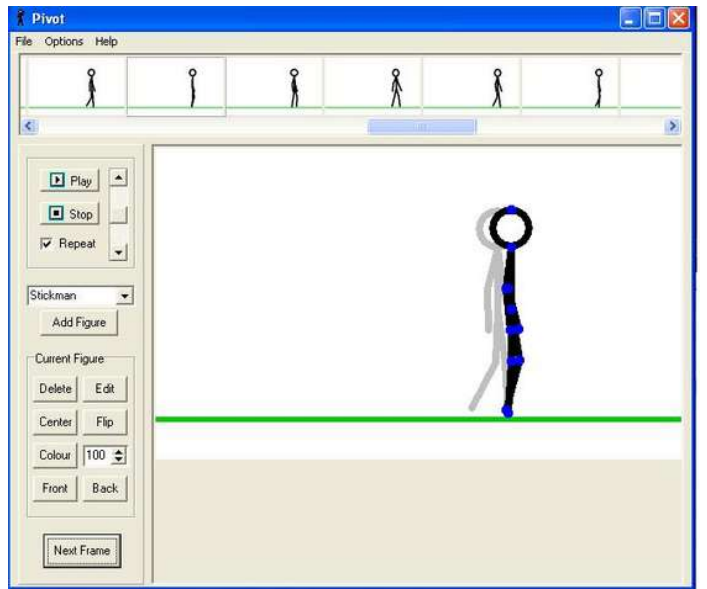 Pivot
File Options Help
Play
Stop
Repeat
Stickman
Add Figure
Current Figure
Delete Edit
Center Flip
Colour 100
Front Back
Next Frame